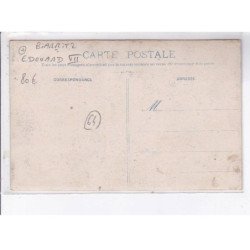 BIARRITZ
CARTE POSTALE
EDOUARD VII
CORRESPONDANCE
ADRESSE
806
M
64